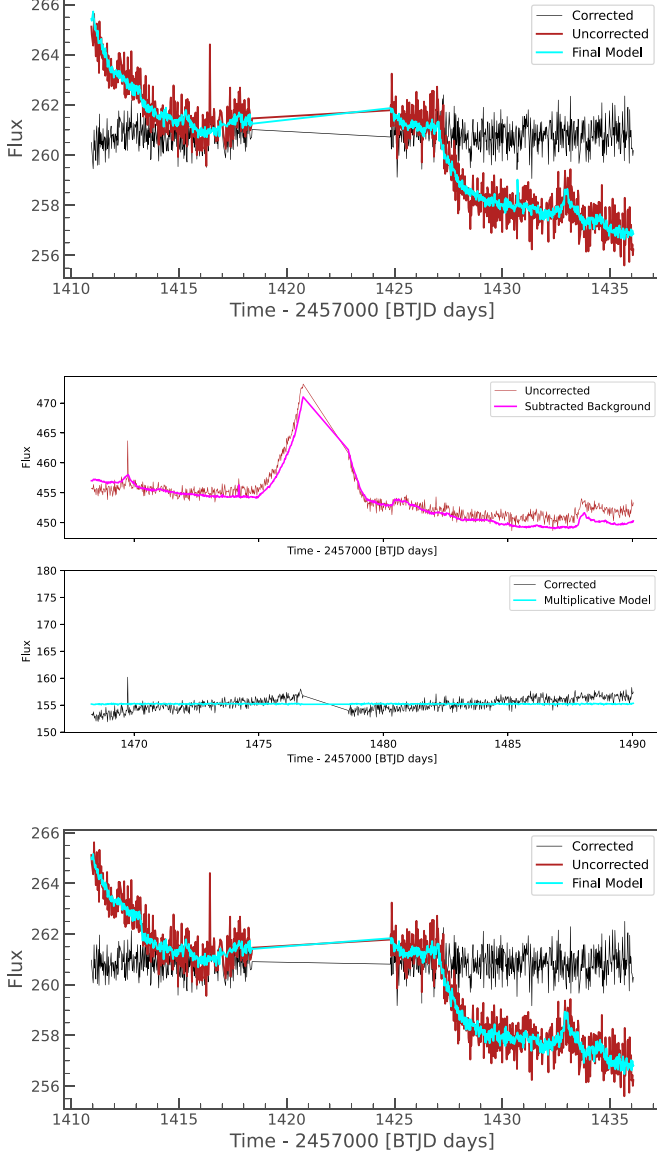 266
264
262
260
258
256
Flux
Corrected
Uncorrected
Final Model
1410 1415 1420 1425 1430 1435
Time - 2457000 [BTJD days]
470
465
460
455
450
Flux
Uncorrected
Subtracted Background
Time - 2457000 [BTJD days]
180
175
170
165
160
155
150
Flux
Corrected
Multiplicative Model
1470 1475 1480 1485 1490
Time - 2457000 [BTJD days]
266
264
262
260
258
256
Flux
Corrected
Uncorrected
Final Model
1410 1415 1420 1425 1430 1435
Time - 2457000 [BTJD days]